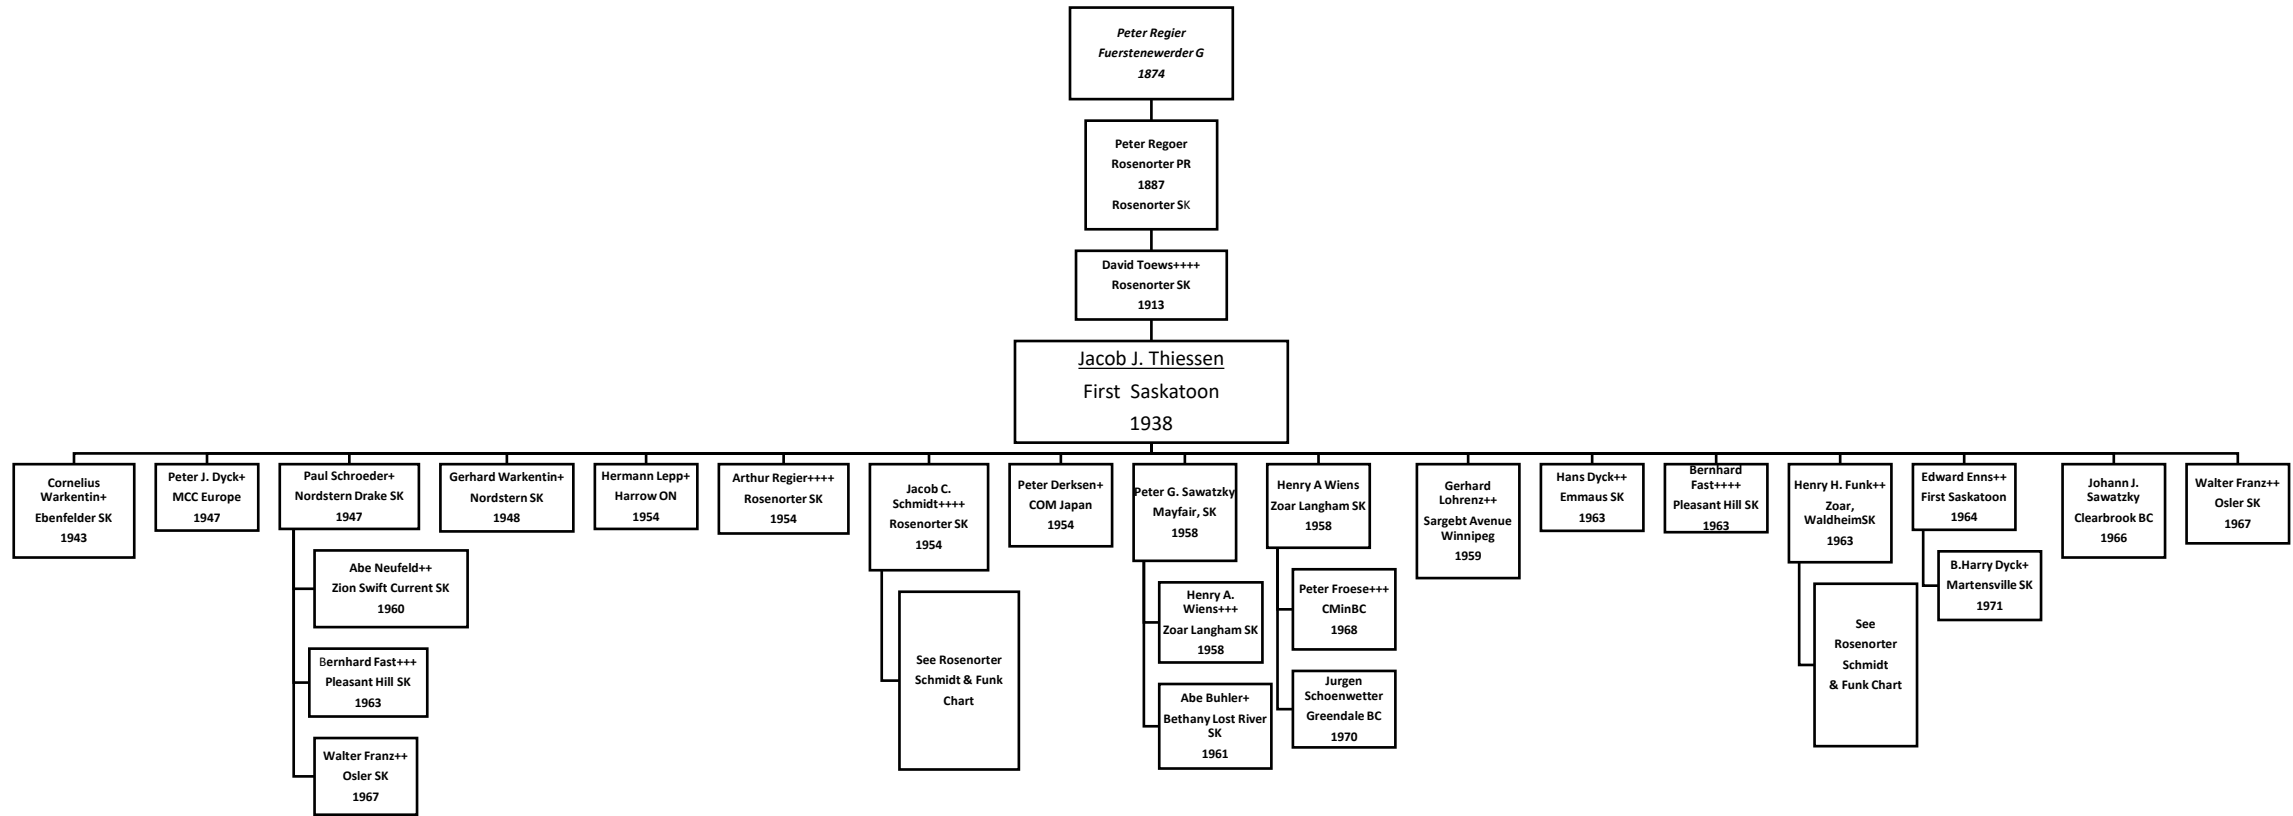 Peter Regier
Fuerstenewerder G
1874
Peter Regoer
Rosenorter PR
1887
Rosenorter SK
David Toews++++
Rosenorter SK
1913
Jacob J. Thiessen
First Saskatoon
1938
Cornelius
Warkentin+
Ebenfelder SK
1943
Peter J. Dyck+
MCC Europe
1947
Paul Schroeder+
Nordstern Drake SK
1947
Abe Neufeld++
Zion Swift Current SK
1960
Bernhard Fast+++
Pleasant Hill SK
1963
Walter Franz++
Osler SK
1967
Gerhard Warkentin+
Nordstern SK
1948
Hermann Lepp+
Harrow ON
1954
Arthur Regier++++
Rosenorter SK
1954
Jacob C.
Schmidt++++
Rosenorter SK
1954
See Rosenorter
Schmidt & Funk
Chart
Peter Derksen+
COM Japan
1954
Peter G. Sawatzky
Mayfair, SK
1958
Henry A.
Wiens+++
Zoar Langham SK
1958
Abe Buhler+
Bethany Lost River
SK
1961
Henry A Wiens
Zoar Langham SK
1958
Peter Froese+++
CMinBC
1968
Jurgen
Schoenwetter
Greendale BC
1970
Gerhard
Lohrenz++
Sargebt Avenue
Winnipeg
1959
Hans Dyck++
Emmaus SK
1963
Bernhard
Fast++++
Pleasant Hill SK
1963
Henry H. Funk++
Zoar,
WaldheimSK
1963
See
Rosenorter
Schmidt
& Funk Chart
Edward Enns++
First Saskatoon
1964
B.Harry Dyck+
Martensville SK
1971
Johann J.
Sawatzky
Clearbrook BC
1966
Walter Franz++
Osler SK
1967